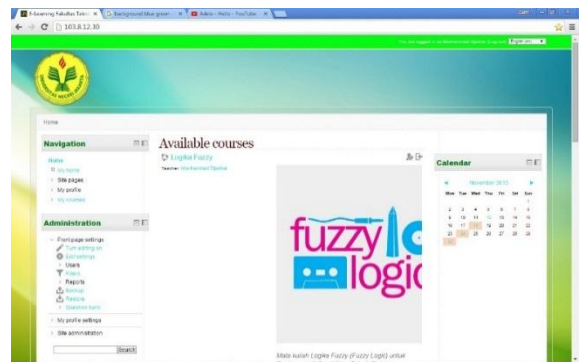 E-Learning Fakultas Tekn
background blue green -
Adele - Hello - YouTube
103.8.12.30
Home
Navigation
Home
My home
Site pages
My profile
My courses
Administration
Front page settings
Turn editing on
Edit settings
Users
Filters
Reports
Backup
Restore
Question bank
My profile settings
Site administration
Search
Available courses
Logika Fuzzy
Teacher:
fuzzy lo
logic
Mata kuliah Logika Fuzzy (Fuzzy Logic) untuk
Calendar
November 2015
Mon Tue Wed Thu Fri Sat Sun
1
2 3 4 5 6 7 8
9 10 11 12 13 14 15
16 17 18 19 20 21 22
23 24 25 26 27 28 29
30